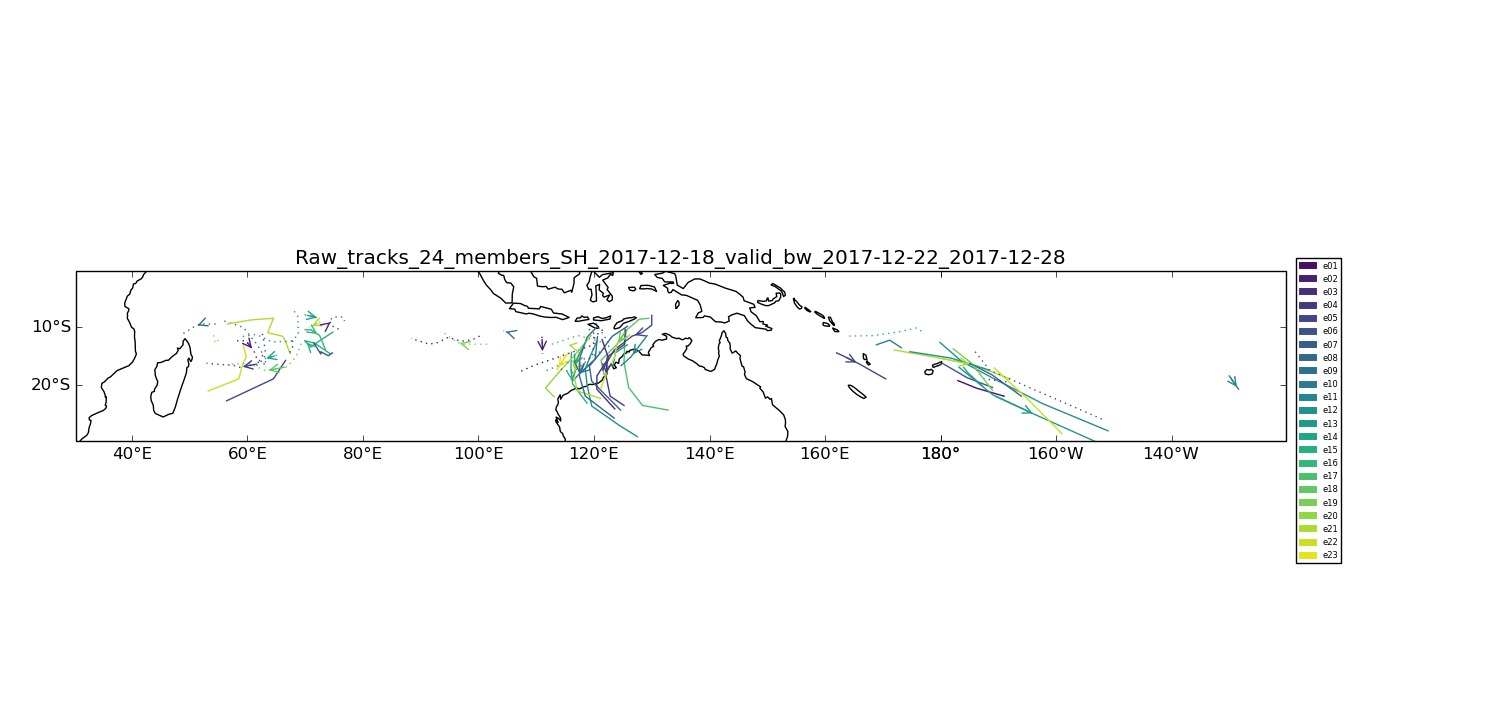 Raw_tracks_24_members_SH_2017-12-18_valid_bw_2017-12-22_2017-12-28
10°S
20°S
40°E
60°E
80°E
100°E
120°E
140°E
160°E
180°
160°W
140°W
e01
e02
e03
e04
e05
e06
e07
e08
e09
e10
e11
e12
e13
e14
e15
e16
e17
e18
e19
e20
e21
e22
e23